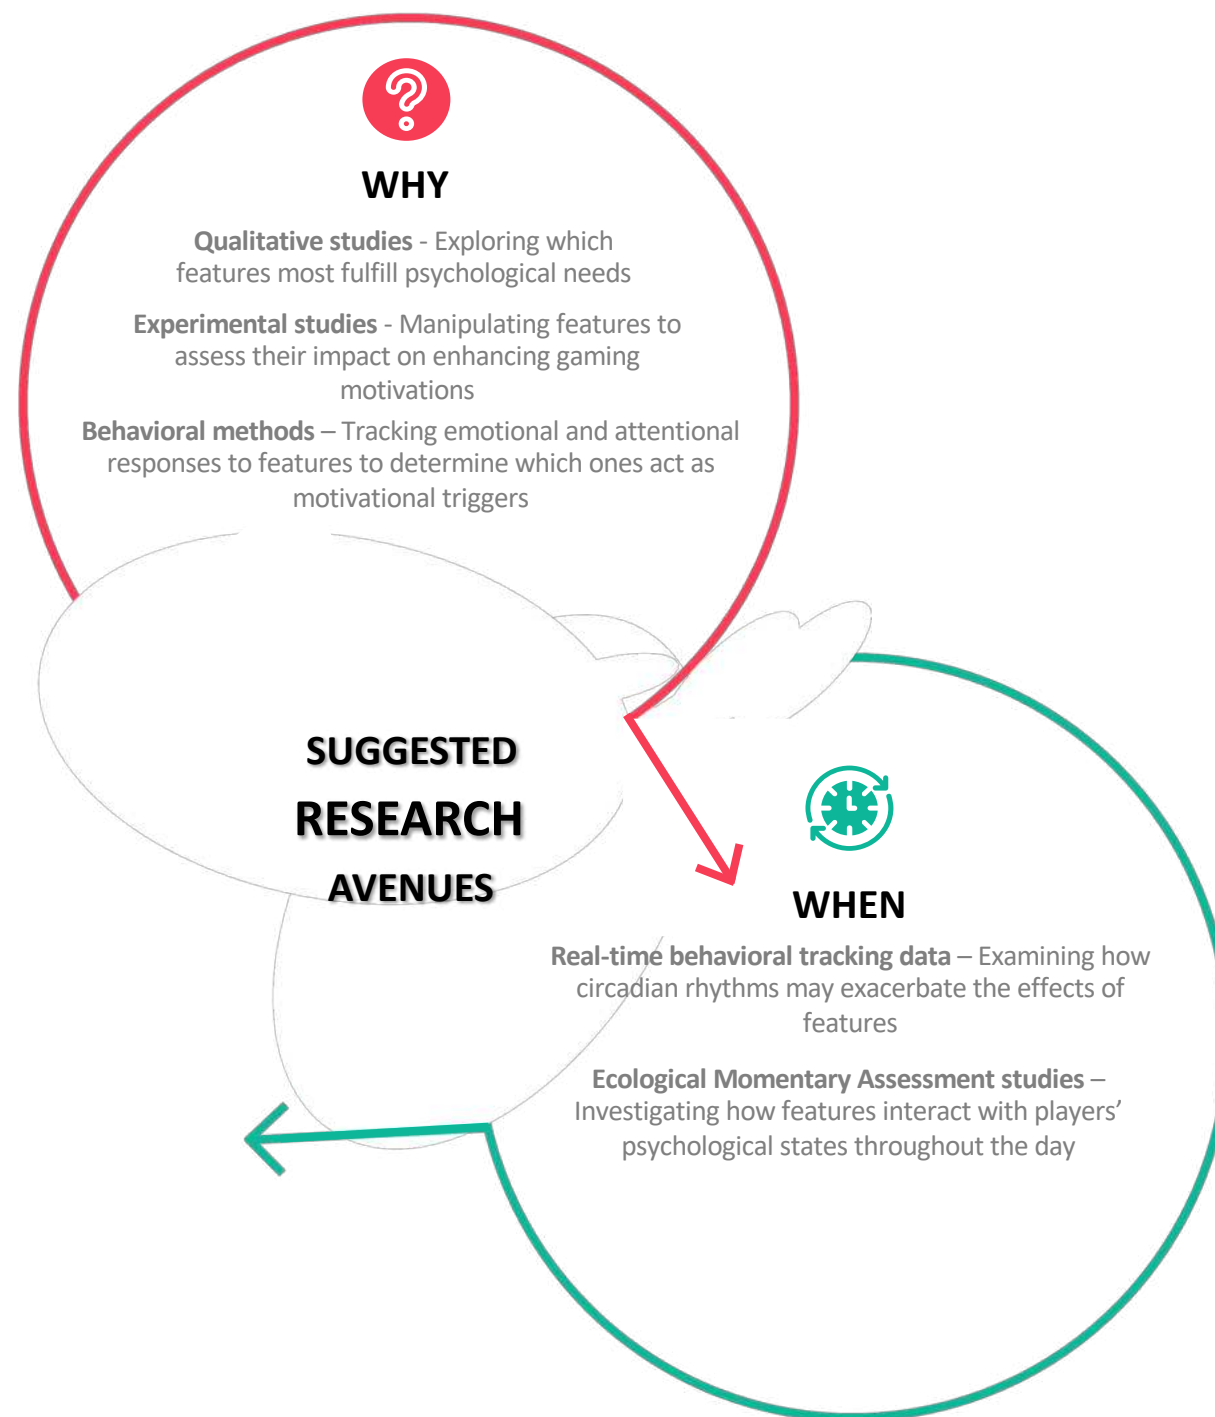 WHY
Qualitative studies - Exploring which
features most fulfill psychological needs
Experimental studies - Manipulating features to
assess their impact on enhancing gaming
motivations
Behavioral methods – Tracking emotional and attentional
responses to features to determine which ones act as
motivational triggers
SUGGESTED
RESEARCH
AVENUES
WHEN
Real-time behavioral tracking data – Examining how
circadian rhythms may exacerbate the effects of
features
Ecological Momentary Assessment studies –
Investigating how features interact with players’
psychological states throughout the day